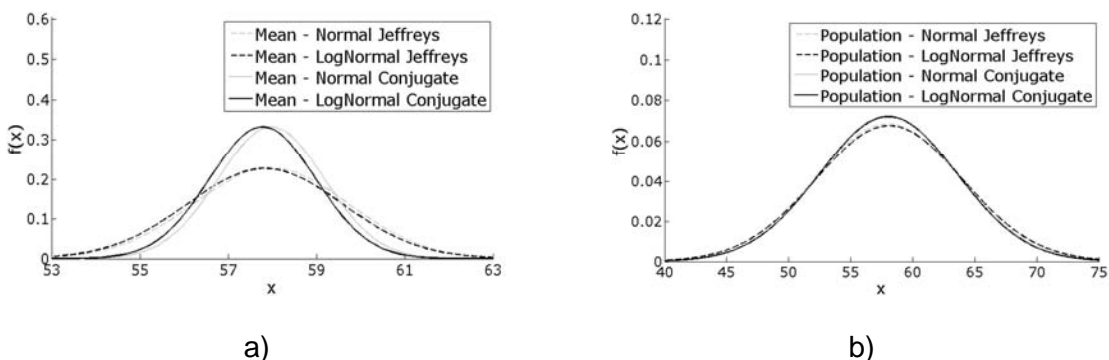 0.6
0.5
0.4
0.3
0.2
0.1
0
f(x)
53 55 57 59 61 63
x
Mean - Normal Jeffreys
Mean - LogNormal Jeffreys
Mean - Normal Conjugate
Mean - LogNormal Conjugate
a)
0.12
0.1
0.08
0.06
0.04
0.02
0
f(x)
40 45 50 55 60 65 70 75
x
Population - Normal Jeffreys
Population - LogNormal Jeffreys
Population - Normal Conjugate
Population - LogNormal Conjugate
b)